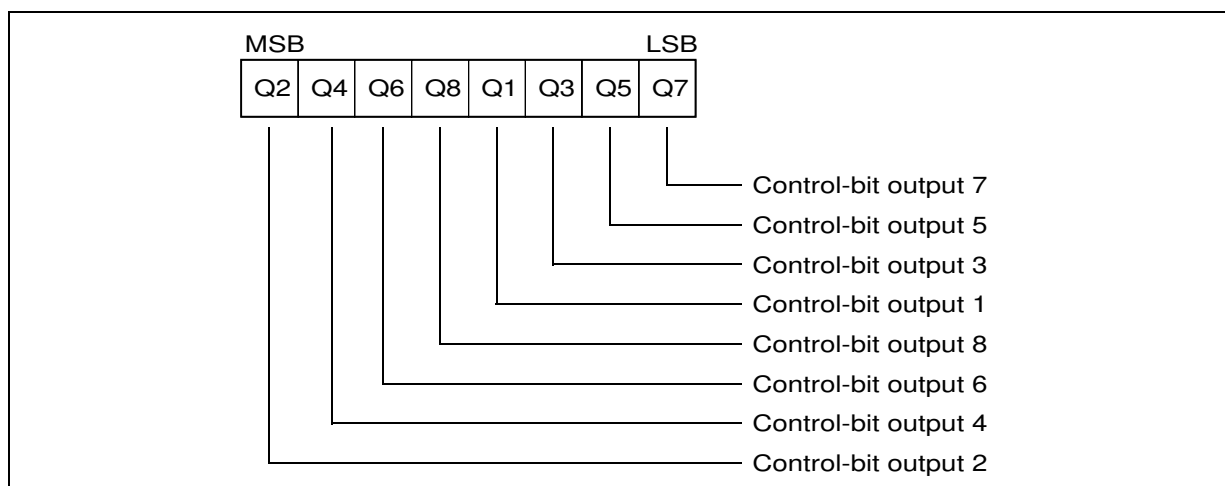 MSB LSB
Q2 Q4 Q6 Q8 Q1 Q3 Q5 Q7
Control-bit output 7
Control-bit output 5
Control-bit output 3
Control-bit output 1
Control-bit output 8
Control-bit output 6
Control-bit output 4
Control-bit output 2